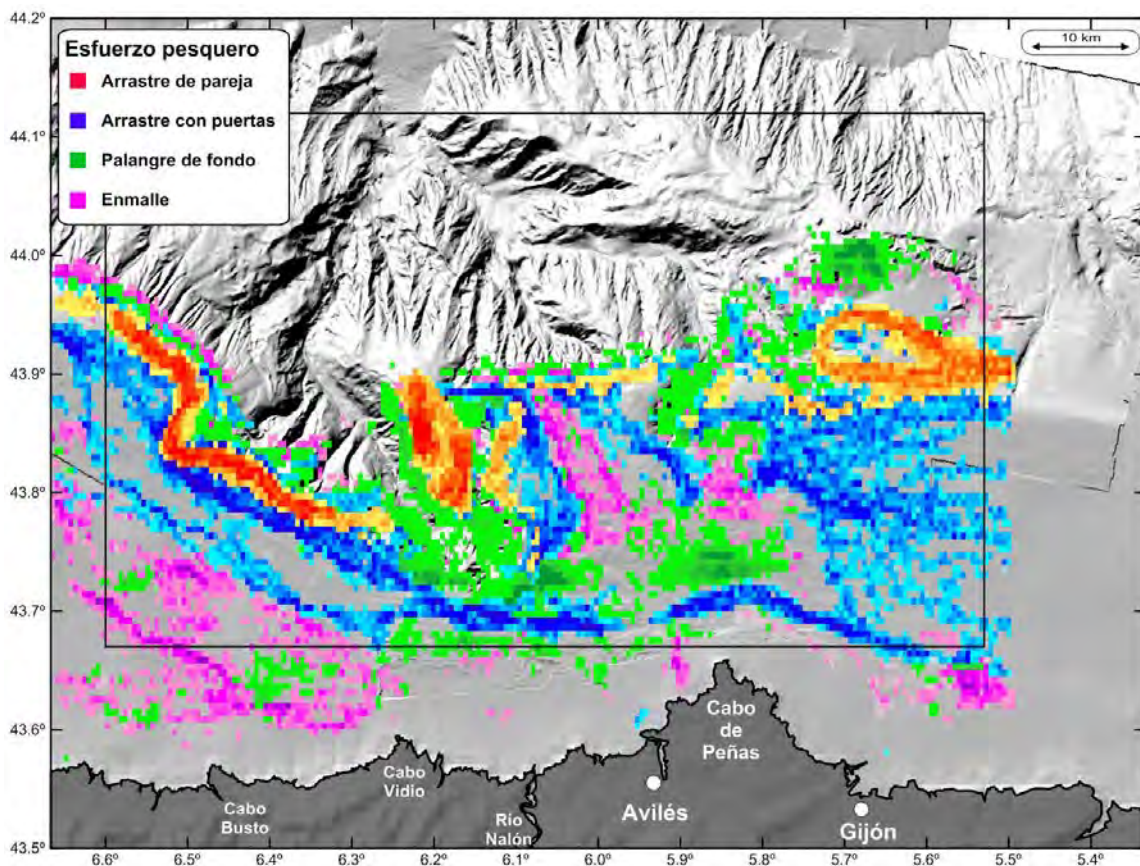 44.2º
44.1º
44.0º
43.9º
43.8º
43.7º
43.6º
43.5º
Esfuerzo pesquero
Arrastre de pareja
Arrastre con puertas
Palangre de fondo
Enmalle
10 km
Cabo
Busto
Cabo
Vidio
Río
Nalón
Avilés
Cabo
de
Peñas
Gijón
6.6º 6.5º 6.4º 6.3º 6.2º 6.1º 6.0º 5.9º 5.8º 5.7º 5.6º 5.5º 5.4º